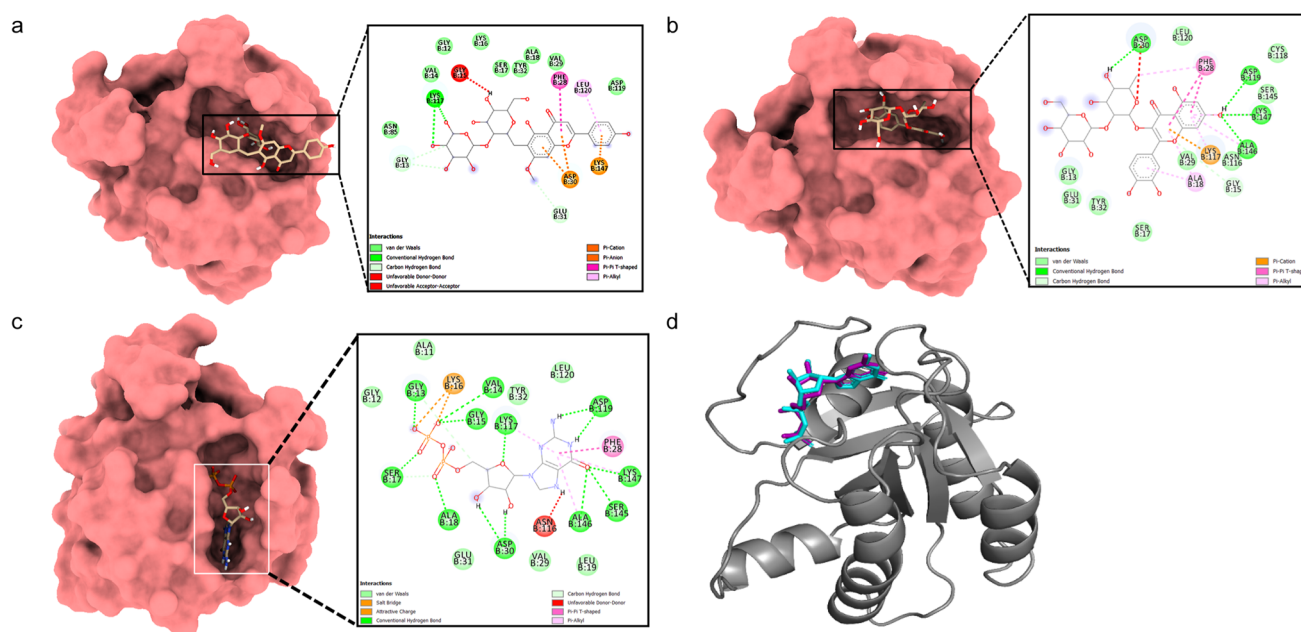 a
GLY
B:12
LYS
B:16
ALA
B:18
VAL
B:29
SER
B:17
TYR
B:32
VAL
B:14
PHE
B:28
LEU
B:120
ASP
B:119
LYS
B:117
ASN
B:85
GLY
B:13
H
ASP
B:30
LYS
B:147
GLU
B:31
Interactions
van der Waals
Conventional Hydrogen Bond
Carbon Hydrogen Bond
Unfavorable Donor-Donor
Unfavorable Acceptor-Acceptor
Pi-Cation
Pi-Anion
Pi-Pi T-shaped
Pi-Alkyl
b
ASP
B:30
LEU
B:120
CYS
B:118
PHE
B:28
ASP
B:119
SER
B:145
H
H
LYS
B:147
ALA
B:146
VAL
B:29
LYS
B:117
ASN
B:116
GLY
B:13
ALA
B:18
GLY
B:15
GLU
B:31
TYR
B:32
SER
B:17
Interactions
van der Waals
Conventional Hydrogen Bond
Carbon Hydrogen Bond
Pi-Cation
Pi-Pi T-shap
Pi-Alkyl
c
ALA
B:11
GLY
B:12
GLY
B:13
LYS
B:16
VAL
B:14
TYR
B:32
LEU
B:120
GLY
B:15
LYS
B:117
ASP
B:119
PHE
B:28
SER
B:17
LYS
B:147
ALA
B:18
ASN
B:116
ALA
B:146
SER
B:145
GLU
B:31
ASP
B:30
VAL
B:29
LEU
B:19
Interactions
van der Waals
Salt Bridge
Attractive Charge
Conventional Hydrogen Bond
Carbon Hydrogen Bond
Unfavorable Donor-Donor
Pi-Pi T-shaped
Pi-Alkyl
d